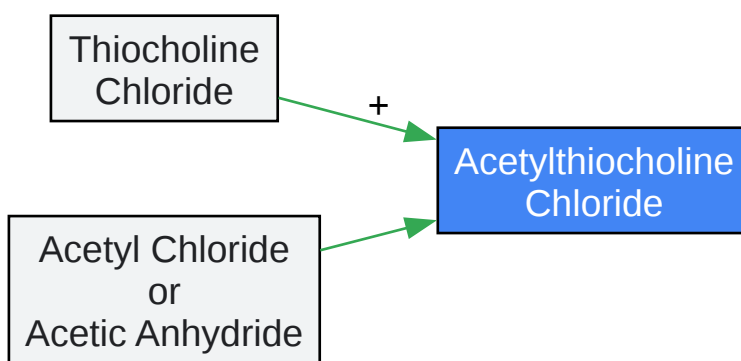 Thiocholine
Chloride
+
Acetylthiocholine
Chloride
Acetyl Chloride
or
Acetic Anhydride